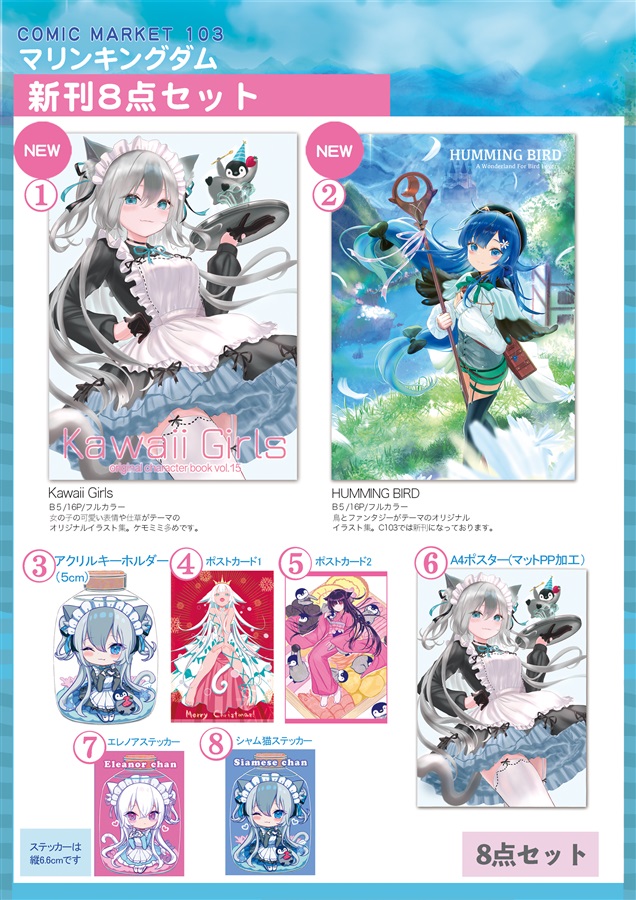 COMIC MARKET 103
マリンキングダム
新刊8点セット
NEW
①
Kawaii Girls
original character book vol.15
NEW
②
HUMMING BIRD
A Wonderland For Bird
Kawaii Girls
B5/16P/フルカラー
女の子の可愛い表情や仕草がテーマの
オリジナルイラスト集。ケモミミ多めです。
HUMMING BIRD
B5/16P/フルカラー
鳥とファンタジーがテーマのオリジナル
イラスト集。C103では新刊になっております。
③ アクリルキーホルダー
(5cm)
④ ポストカード1
Merry Christmas!
⑤ ポストカード2
⑥ A4ポスター(マットPP加工)
⑦ エレノアステッカー
Eleanor chan
⑧ シャム猫ステッカー
Siamese chan
ステッカーは
縦6.6cmです
8点セット